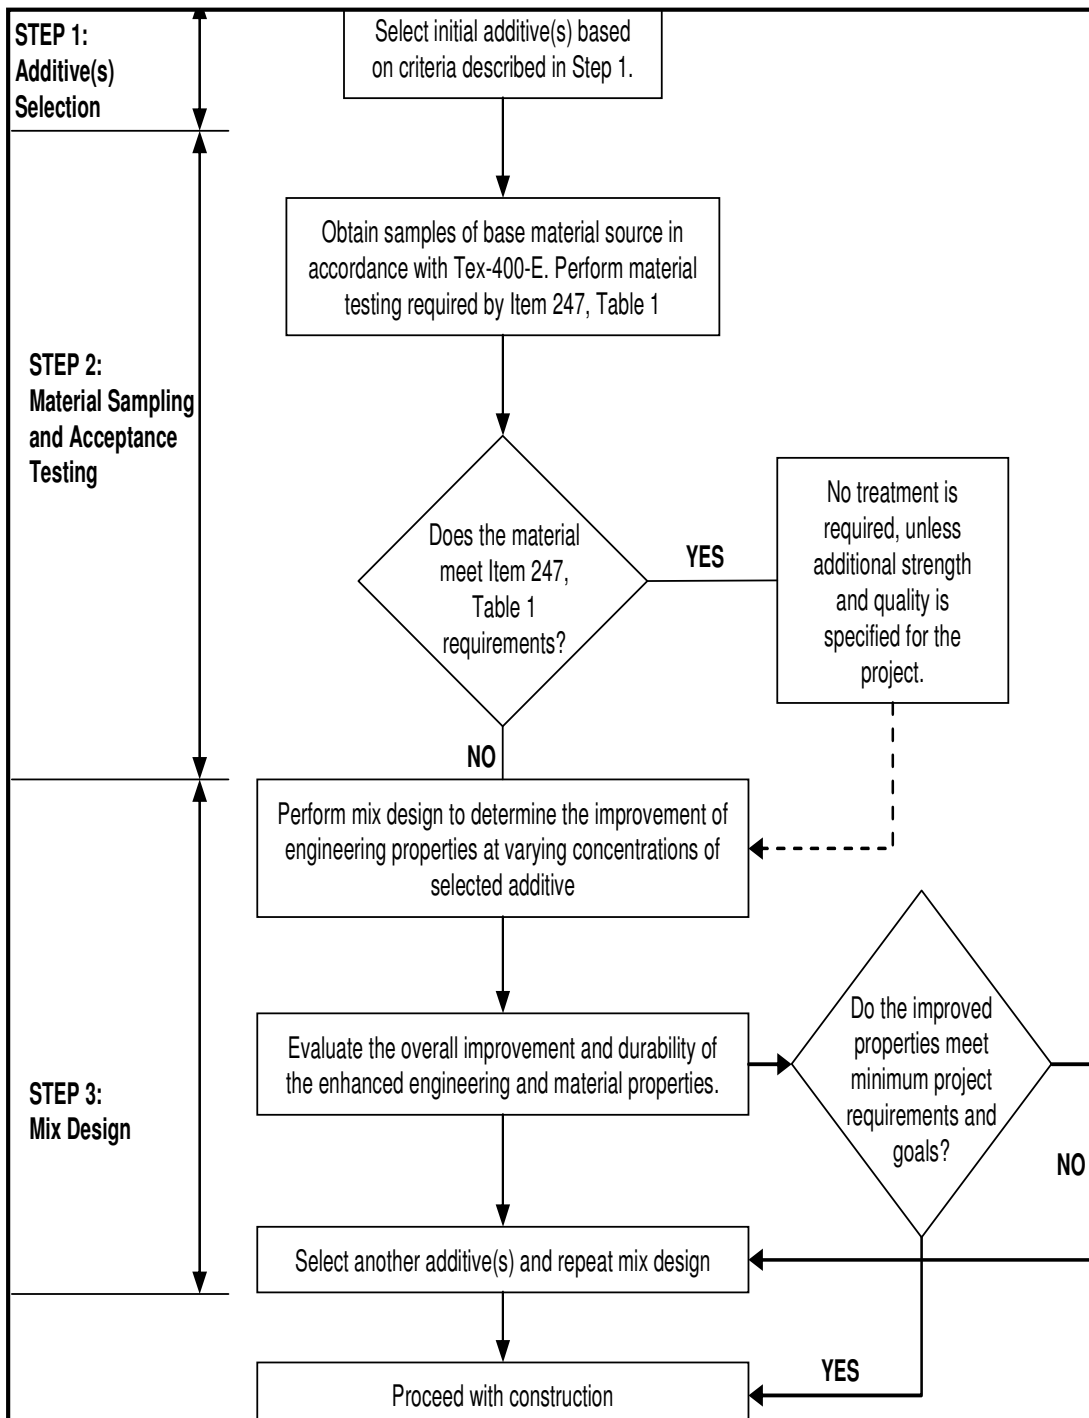 STEP 1:
Additive(s)
Selection
Select initial additive(s) based
on criteria described in Step 1.
Obtain samples of base material source in
accordance with Tex-400-E. Perform material
testing required by Item 247, Table 1
STEP 2:
Material Sampling
and Acceptance
Testing
Does the material
meet Item 247,
Table 1
requirements?
YES
No treatment is
required, unless
additional strength
and quality is
specified for the
project.
NO
Perform mix design to determine the improvement of
engineering properties at varying concentrations of
selected additive
STEP 3:
Mix Design
Evaluate the overall improvement and durability of
the enhanced engineering and material properties.
Do the improved
properties meet
minimum project
requirements and
goals?
NO
Select another additive(s) and repeat mix design
YES
Proceed with construction